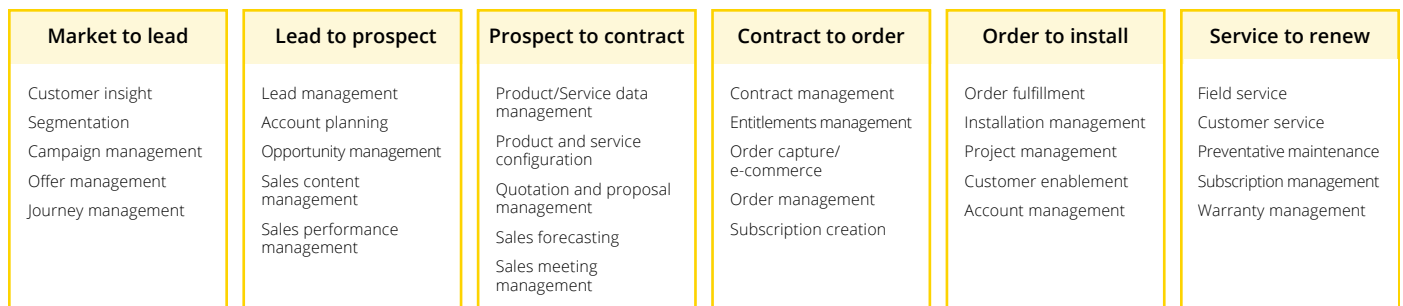 Market to lead
Customer insight
Segmentation
Campaign management
Offer management
Journey management
Lead to prospect
Lead management
Account planning
Opportunity management
Sales content
management
Sales performance
management
Prospect to contract
Product/Service data
management
Product and service
configuration
Quotation and proposal
management
Sales forecasting
Sales meeting
management
Contract to order
Contract management
Entitlements management
Order capture/
e-commerce
Order management
Subscription creation
Order to install
Order fulfillment
Installation management
Project management
Customer enablement
Account management
Service to renew
Field service
Customer service
Preventative maintenance
Subscription management
Warranty management